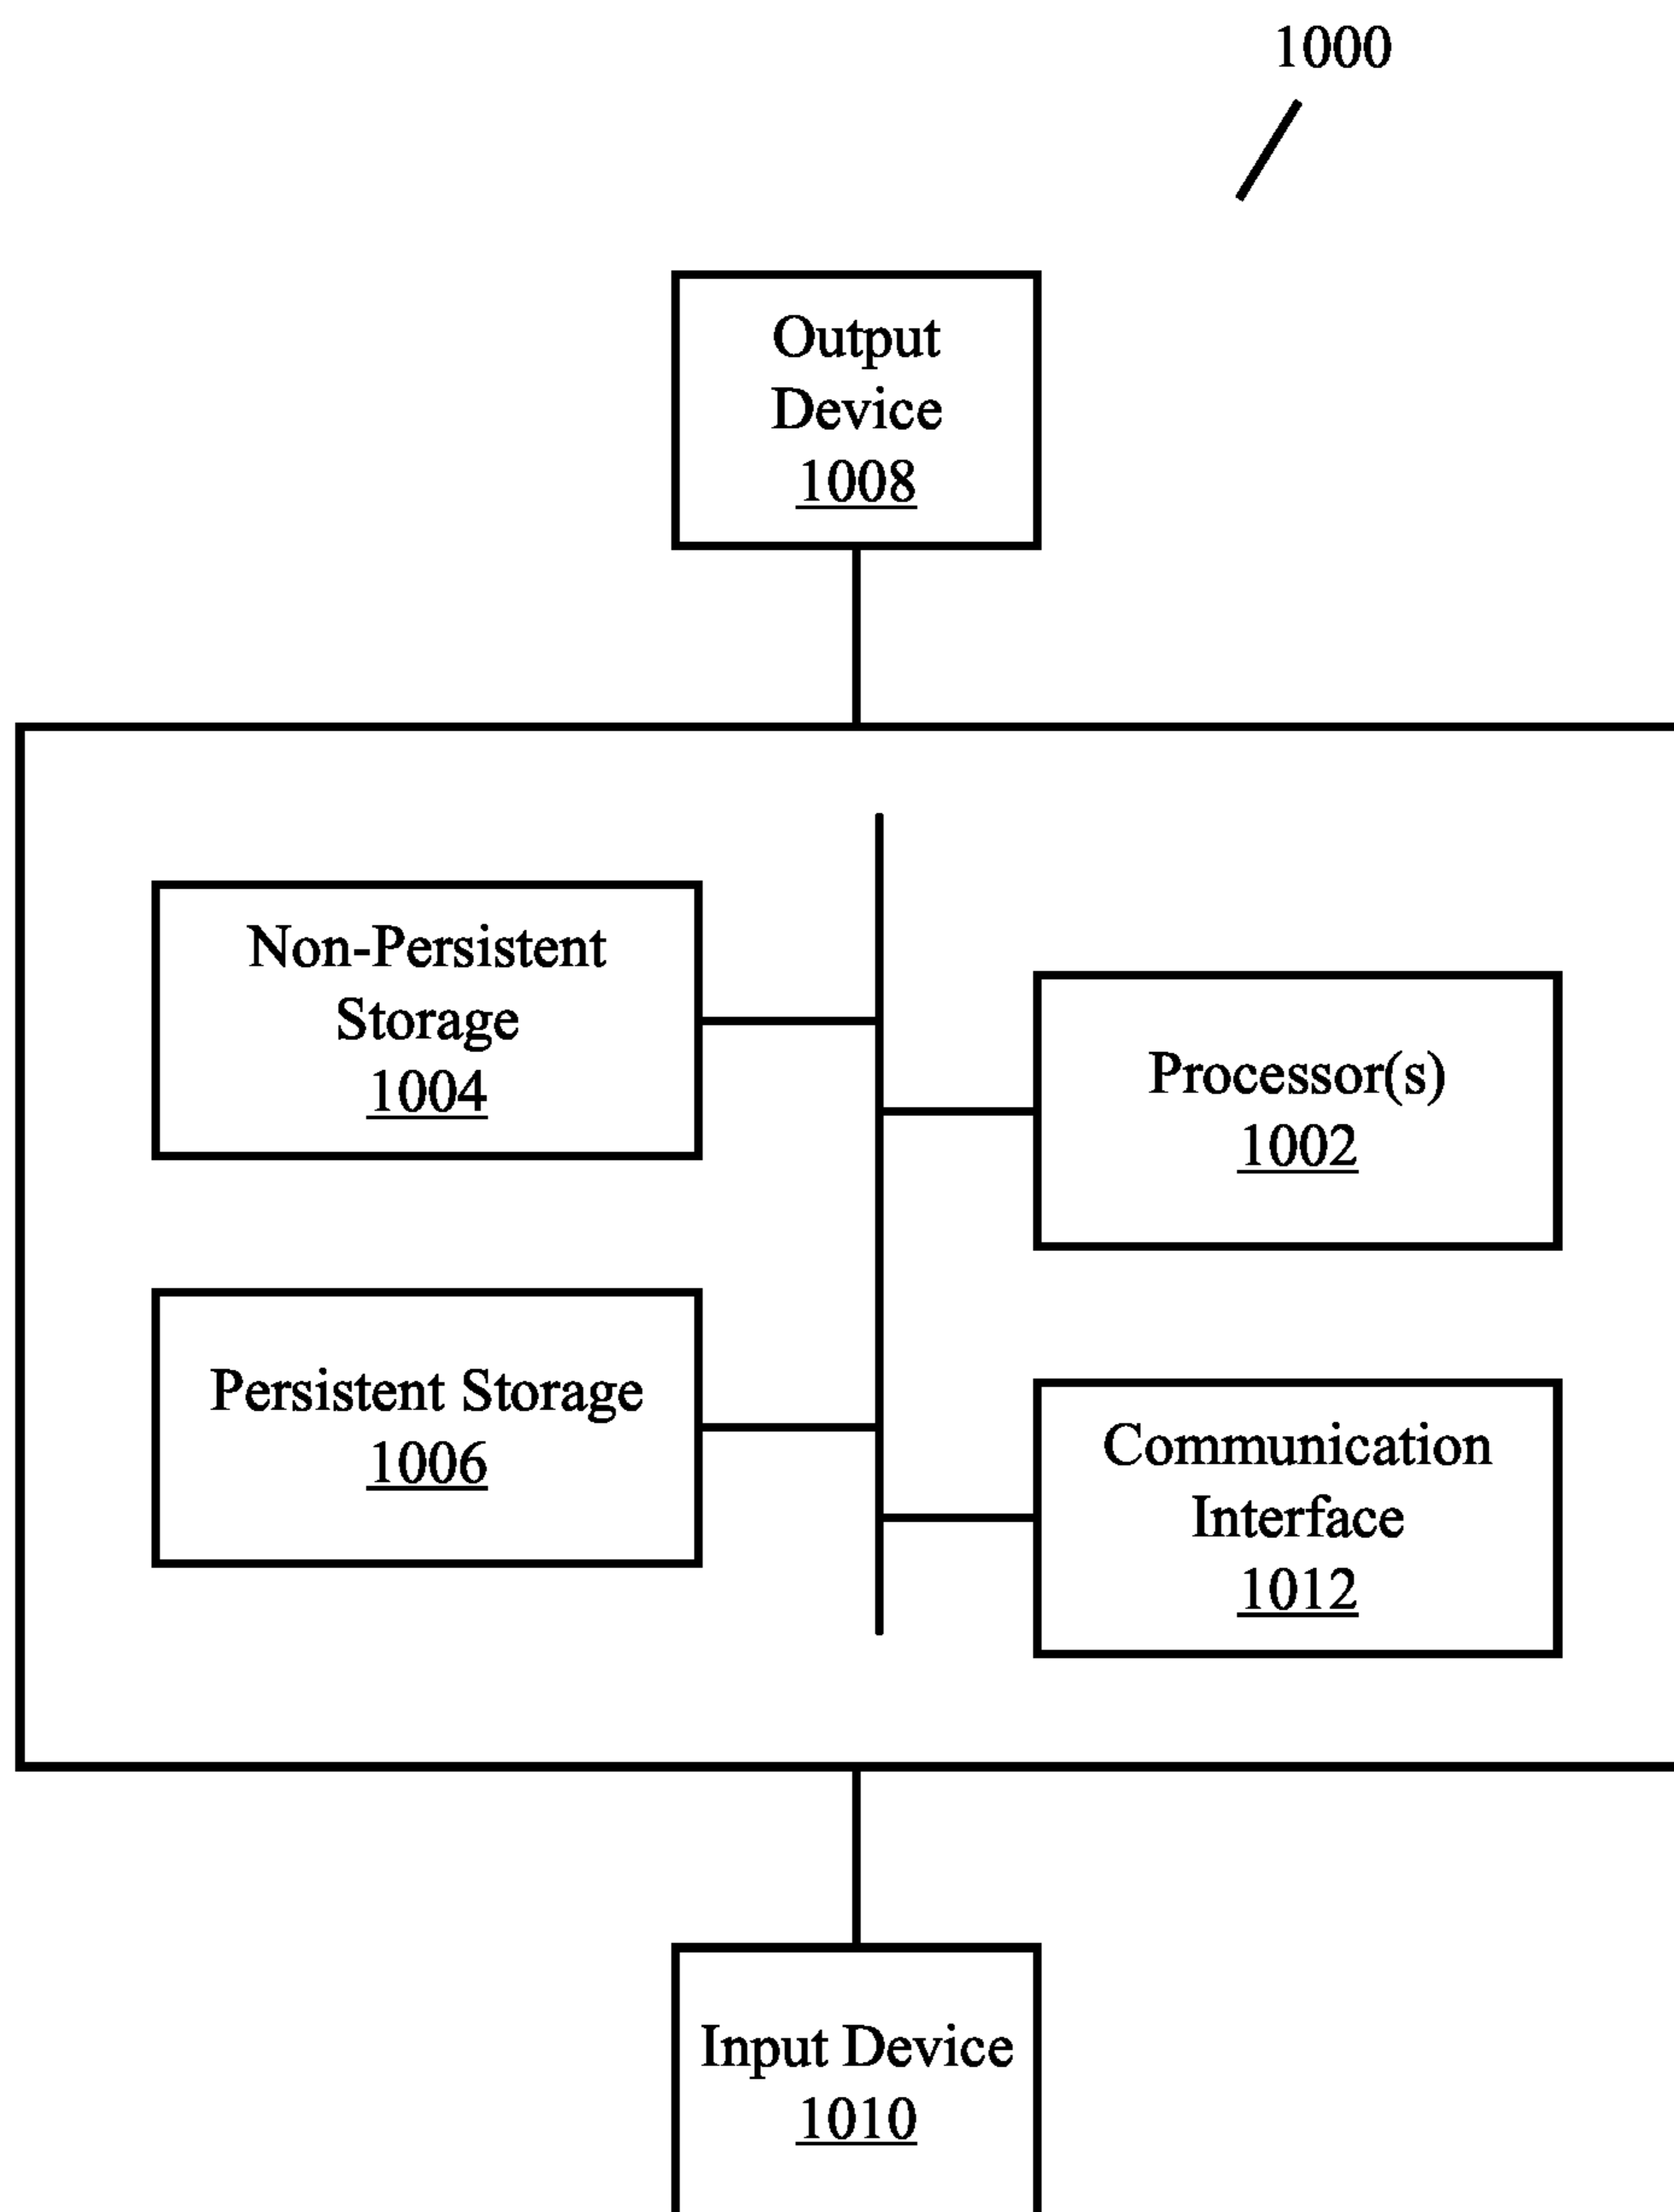 1000
Output
Device
1008
Non-Persistent
Storage
1004
Processor(s)
1002
Persistent Storage
1006
Communication
Interface
1012
Input Device
1010